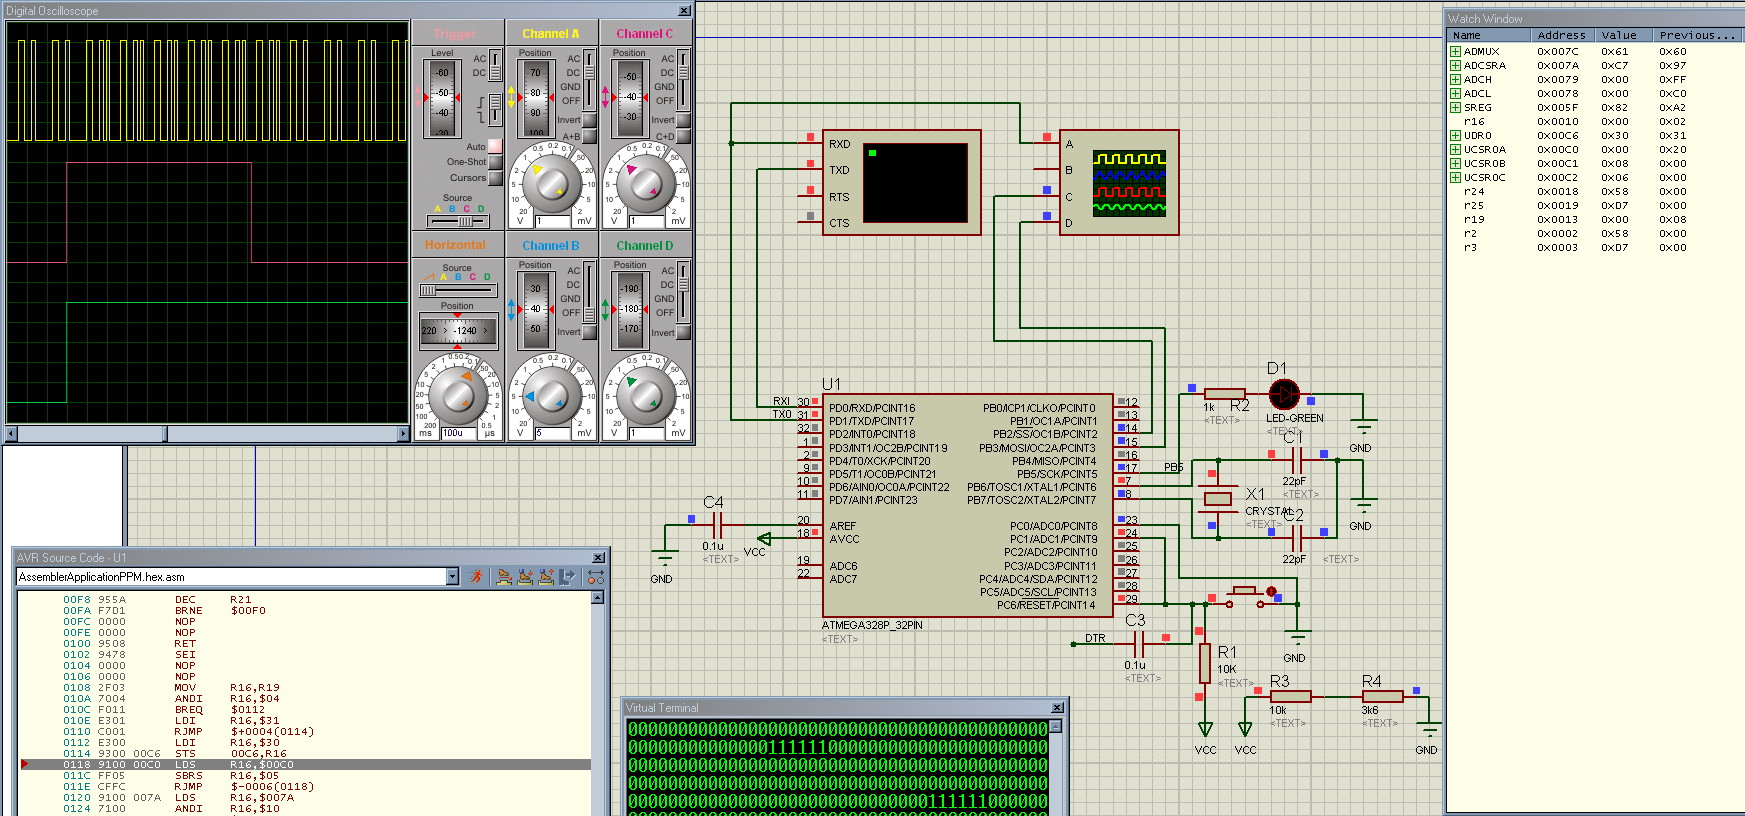 Digital Oscilloscope
Trigger
Level
AC
DC
-60
-50
-40
-30
Auto
One-Shot
Cursors
Source
A B C D
Channel A
Position
AC
DC
GND
OFF
70
80
90
100
Invert
A+B
V 1 mV
Channel C
Position
AC
DC
GND
OFF
-50
-40
-30
Invert
C+D
V 1 mV
Horizontal
Source
A B C D
Position
220 > -1240 >
ms 100u µs
Channel B
Position
AC
DC
GND
OFF
30
40
50
Invert
V 5 mV
Channel D
Position
AC
DC
GND
OFF
-190
-180
-170
Invert
V 1 mV
RXD
TXD
RTS
CTS
A
B
C
D
U1
RXI 30
TXO 31
32
1
2
9
10
11
20
18
19
22
PD0/RXD/PCINT16
PD1/TXD/PCINT17
PD2/INT0/PCINT18
PD3/INT1/OC2B/PCINT19
PD4/T0/XCK/PCINT20
PD5/T1/OC0B/PCINT21
PD6/AIN0/OC0A/PCINT22
PD7/AIN1/PCINT23
AREF
AVCC
ADC6
ADC7
PB0/ICP1/CLKO/PCINT0
PB1/OC1A/PCINT1
PB2/SS/OC1B/PCINT2
PB3/MOSI/OC2A/PCINT3
PB4/MISO/PCINT4
PB5/SCK/PCINT5
PB6/TOSC1/XTAL1/PCINT6
PB7/TOSC2/XTAL2/PCINT7
PC0/ADC0/PCINT8
PC1/ADC1/PCINT9
PC2/ADC2/PCINT10
PC3/ADC3/PCINT11
PC4/ADC4/SDA/PCINT12
PC5/ADC5/SCL/PCINT13
PC6/RESET/PCINT14
12
13
14
15
16
17
7
8
23
24
25
26
27
28
29
ATMEGA328P_32PIN
<TEXT>
PB5
D1
R2
1k
<TEXT>
LED-GREEN
<TEXT>
GND
C1
22pF
<TEXT>
X1
CRYSTAL
<TEXT>
GND
C2
22pF
<TEXT>
C4
0.1u
<TEXT>
GND
VCC
DTR
C3
0.1u
<TEXT>
R1
10K
<TEXT>
VCC
GND
R3
10k
<TEXT>
VCC
R4
3k6
<TEXT>
GND
Watch Window
Name Address Value Previous...
ADMUX 0x007C 0x61 0x60
ADCSRA 0x007A 0xC7 0x97
ADCH 0x0079 0x00 0xFF
ADCL 0x0078 0x00 0xC0
SREG 0x005F 0x82 0xA2
r16 0x0010 0x00 0x02
UDR0 0x00C6 0x30 0x31
UCSR0A 0x00C0 0x00 0x20
UCSR0B 0x00C1 0x08 0x00
UCSR0C 0x00C2 0x06 0x00
r24 0x0018 0x58 0x00
r25 0x0019 0xD7 0x00
r19 0x0013 0x00 0x08
r2 0x0002 0x58 0x00
r3 0x0003 0xD7 0x00
AVR Source Code - U1
AssemblerApplicationPPM.hex.asm
00F8 955A DEC R21
00FA F7D1 BRNE $00F0
00FC 0000 NOP
00FE 0000 NOP
0100 9508 RET
0102 9478 SEI
0104 0000 NOP
0106 0000 NOP
0108 2F03 MOV R16,R19
010A 7004 ANDI R16,$04
010C F011 BREQ $0112
010E E301 LDI R16,$31
0110 C001 RJMP $+0004(0114)
0112 E300 LDI R16,$30
0114 9300 00C6 STS 00C6,R16
0118 9100 00C0 LDS R16,$00C0
011C FF05 SBRS R16,$05
011E CFFC RJMP $-0006(0118)
0120 9100 007A LDS R16,$007A
0124 7100 ANDI R16,$10
Virtual Terminal